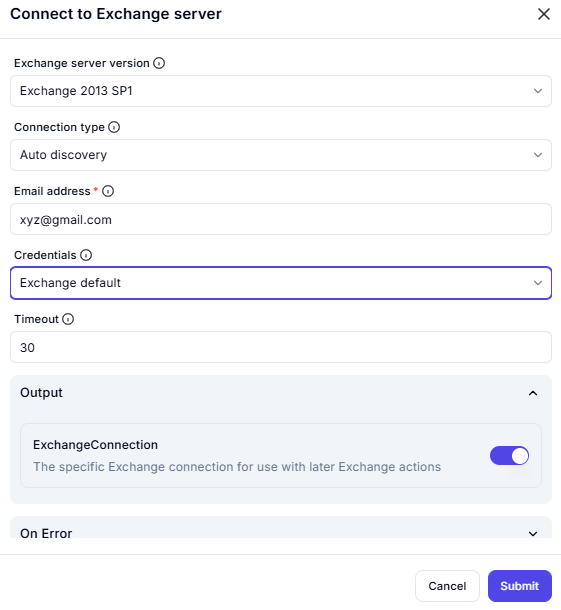 Connect to Exchange server
Exchange server version
Exchange 2013 SP1
Connection type
Auto discovery
Email address *
xyz@gmail.com
Credentials
Exchange default
Timeout
30
Output
ExchangeConnection
The specific Exchange connection for use with later Exchange actions
On Error
Cancel
Submit